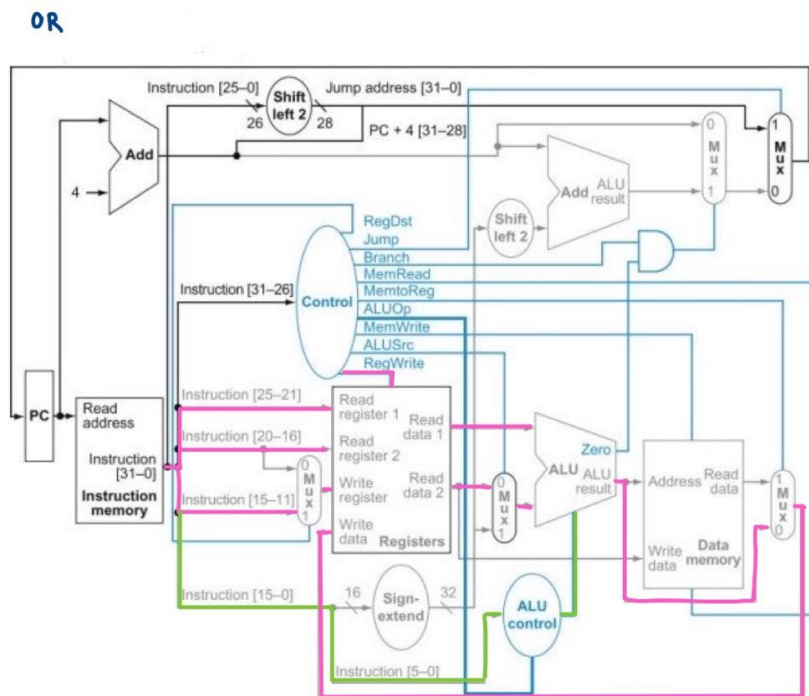 OR
Instruction [25–0]
Shift
left 2
Jump address [31–0]
26
28
PC + 4 [31–28]
Add
4
0
M
u
x
1
1
M
u
x
0
Add
ALU
result
Shift
left 2
RegDst
Jump
Branch
MemRead
MemtoReg
ALUOp
MemWrite
ALUSrc
RegWrite
Control
Instruction [31–26]
PC
Read
address
Instruction
[31–0]
Instruction
memory
Instruction [25–21]
Instruction [20–16]
Instruction [15–11]
0
M
u
x
1
Read
register 1
Read
register 2
Write
register
Write
data
Read
data 1
Read
data 2
Registers
0
M
u
x
1
Zero
ALU
ALU
result
Address
Read
data
Write
data
Data
memory
1
M
u
x
0
Instruction [15–0]
16
Sign-
extend
32
ALU
control
Instruction [5–0]